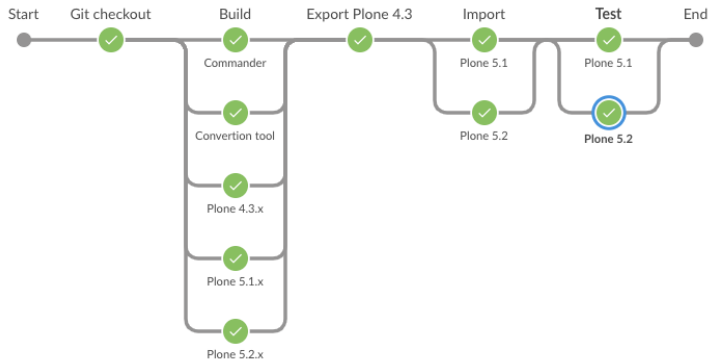 Start
Git checkout
Build
Export Plone 4.3
Import
Test
End
Commander
Plone 5.1
Plone 5.1
Convertion tool
Plone 5.2
Plone 5.2
Plone 4.3.x
Plone 5.1.x
Plone 5.2.x